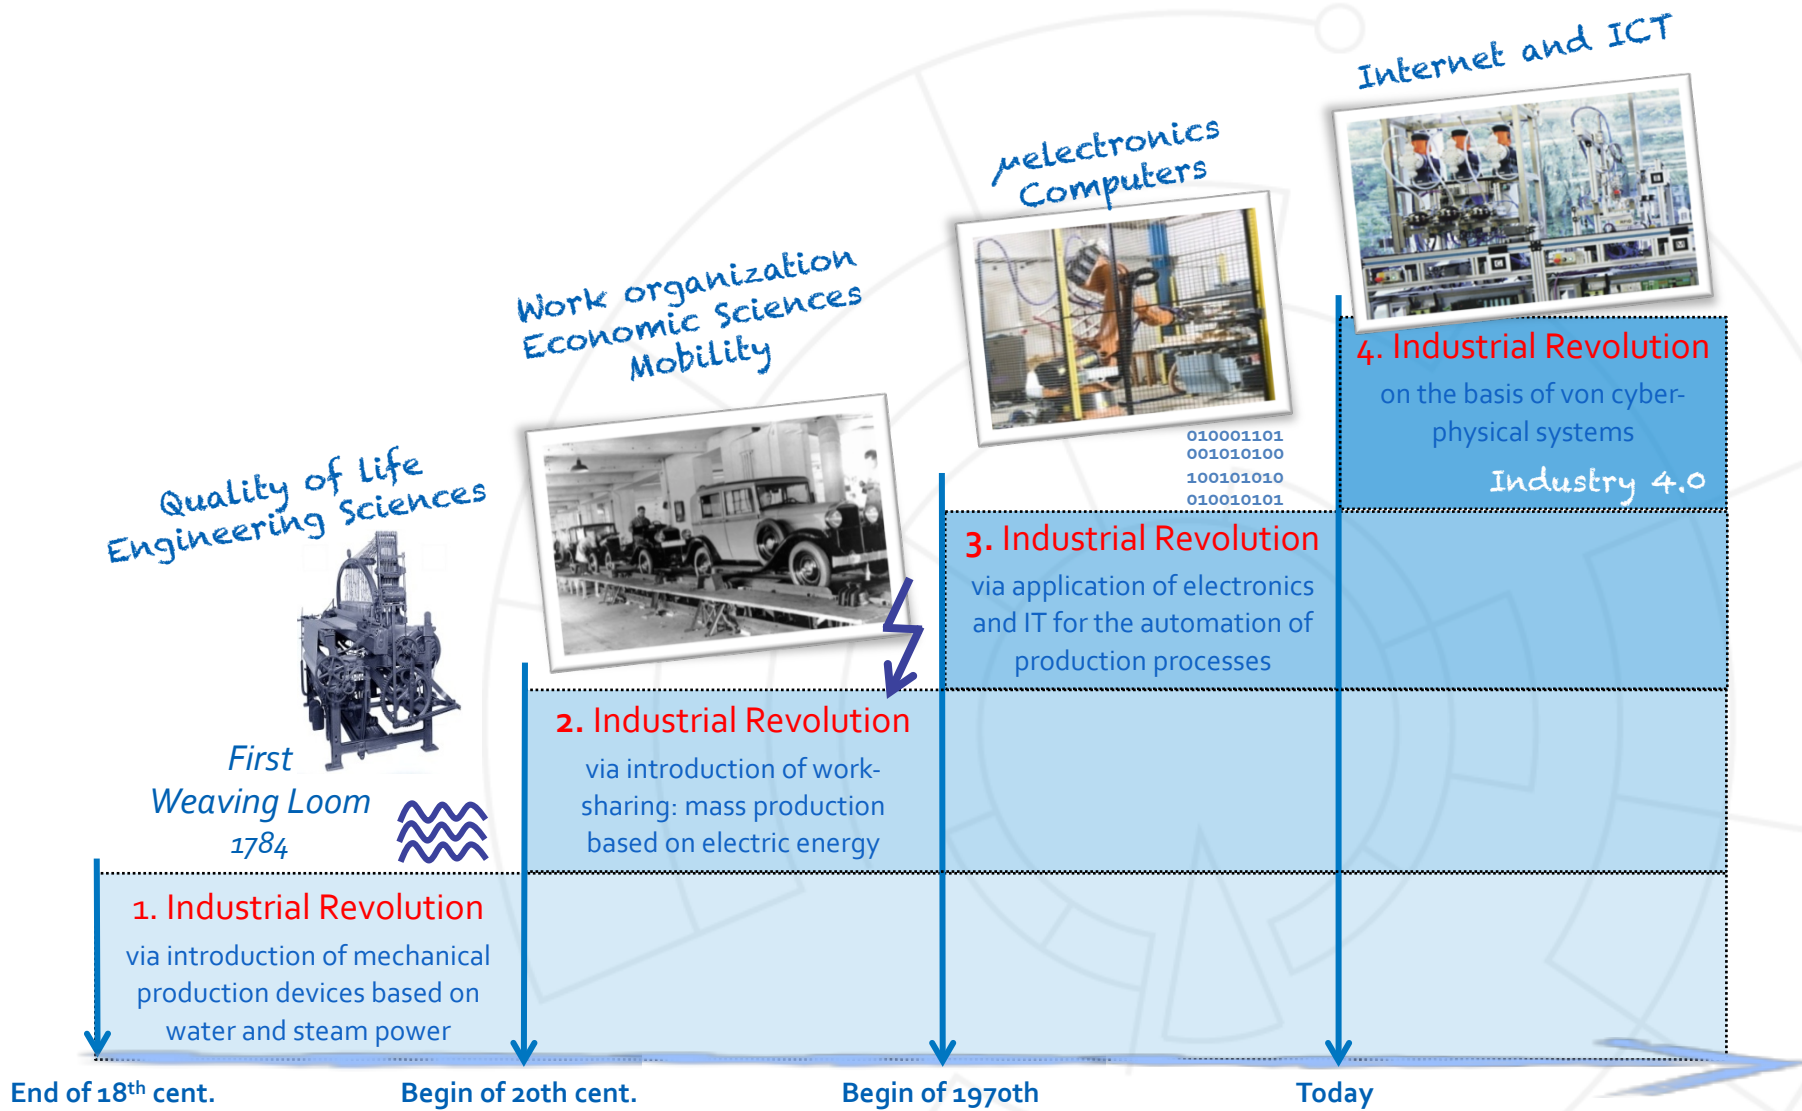 Internet and ICT
μelectronics
Computers
Work organization
Economic Sciences
Mobility
Quality of life
Engineering Sciences
4. Industrial Revolution
on the basis of von cyber-
physical systems
Industry 4.0
010001101
001010100
100101010
010010101
3. Industrial Revolution
via application of electronics
and IT for the automation of
production processes
2. Industrial Revolution
via introduction of work-
sharing: mass production
based on electric energy
First
Weaving Loom
1784
1. Industrial Revolution
via introduction of mechanical
production devices based on
water and steam power
End of 18th cent.
Begin of 20th cent.
Begin of 1970th
Today